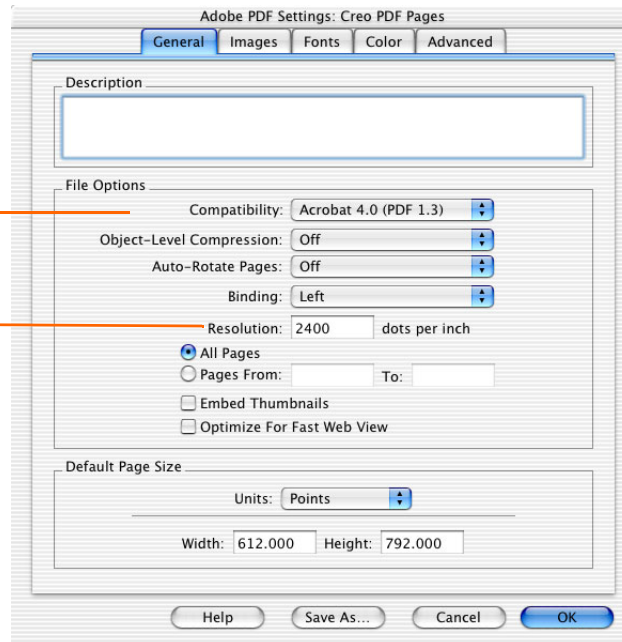 Adobe PDF Settings: Creo PDF Pages
General Images Fonts Color Advanced
Description
File Options
Compatibility: Acrobat 4.0 (PDF 1.3)
Object-Level Compression: Off
Auto-Rotate Pages: Off
Binding: Left
Resolution: 2400 dots per inch
All Pages
Pages From: To:
Embed Thumbnails
Optimize For Fast Web View
Default Page Size
Units: Points
Width: 612.000 Height: 792.000
Help Save As... Cancel OK